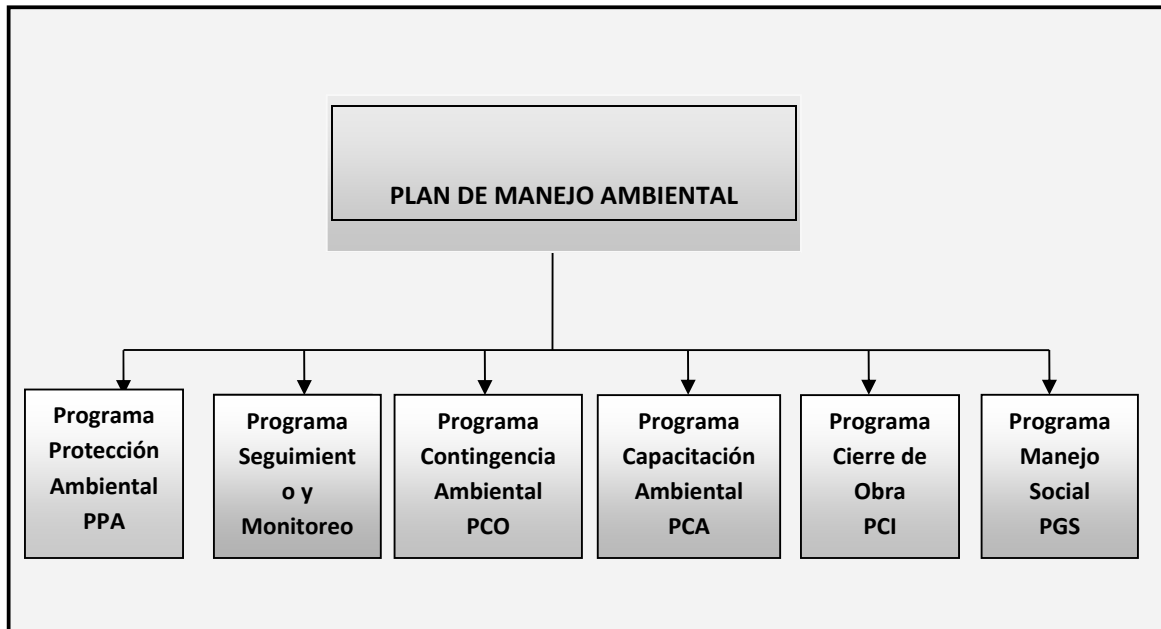 PLAN DE MANEJO AMBIENTAL
Programa
Protección
Ambiental
PPA
Programa
Seguimient
o y
Monitoreo
Programa
Contingencia
Ambiental
PCO
Programa
Capacitación
Ambiental
PCA
Programa
Cierre de
Obra
PCI
Programa
Manejo
Social
PGS